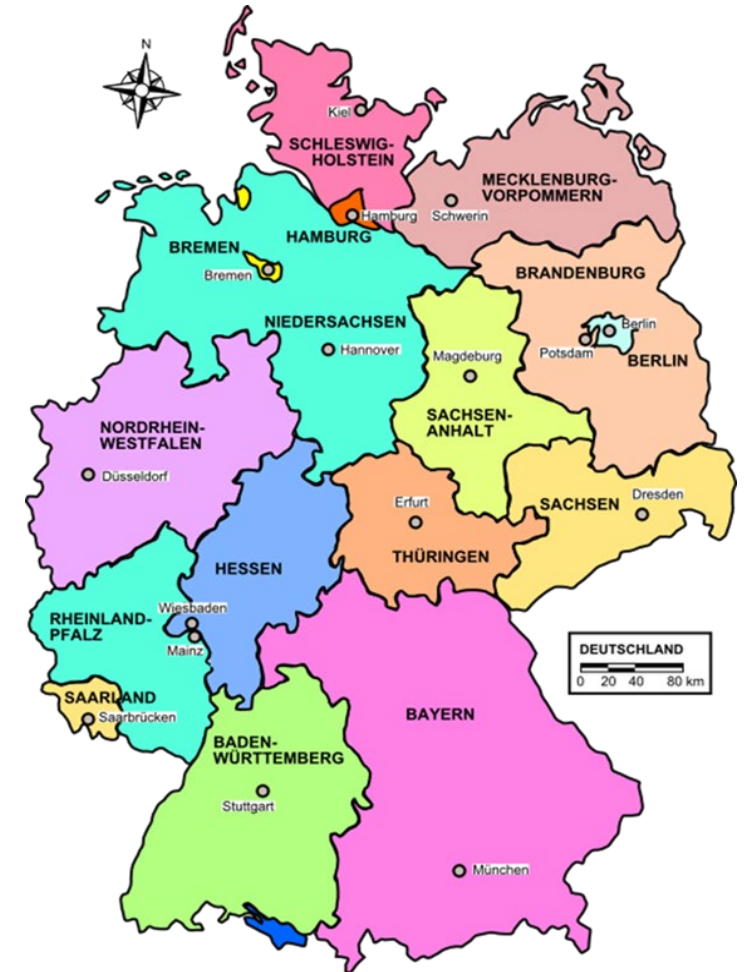 N
Kiel
SCHLESWIG-
HOLSTEIN
MECKLENBURG-
VORPOMMERN
Hamburg
Schwerin
HAMBURG
BREMEN
Bremen
BRANDENBURG
NIEDERSACHSEN
Hannover
Berlin
Potsdam
BERLIN
Magdeburg
SACHSEN-
ANHALT
NORDRHEIN-
WESTFALEN
Düsseldorf
Erfurt
THÜRINGEN
SACHSEN
Dresden
HESSEN
Wiesbaden
Mainz
RHEINLAND-
PFALZ
SAARLAND
Saarbrücken
DEUTSCHLAND
0 20 40 80 km
BAYERN
BADEN-
WÜRTTEMBERG
Stuttgart
München